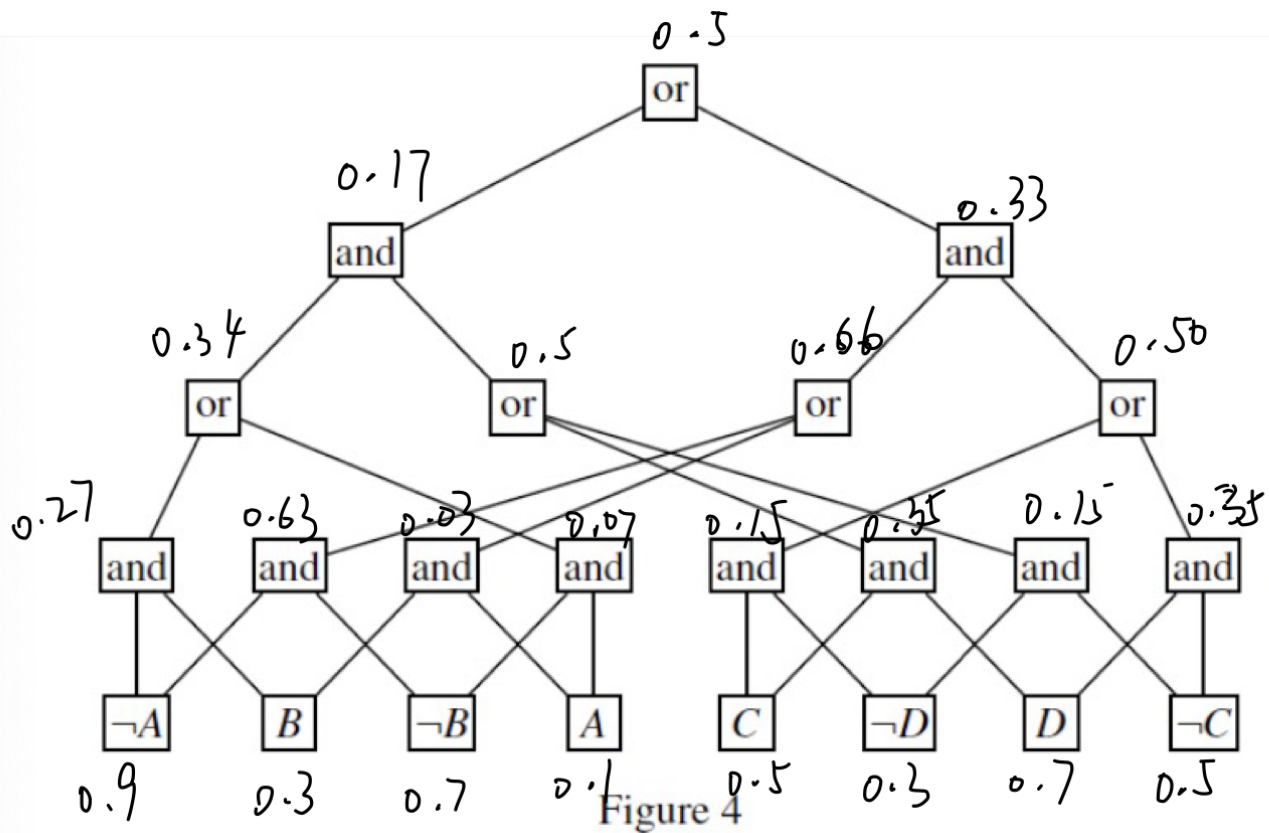 0.5
or
0.17
0.33
and and
0.34 0.5 0.66 0.50
or or or or
0.27 0.63 0.03 0.07 0.15 0.35 0.15 0.35
and and and and and and and and
¬A B ¬B A C ¬D D ¬C
0.9 0.3 0.7 0.1 0.5 0.3 0.7 0.5
Figure 4